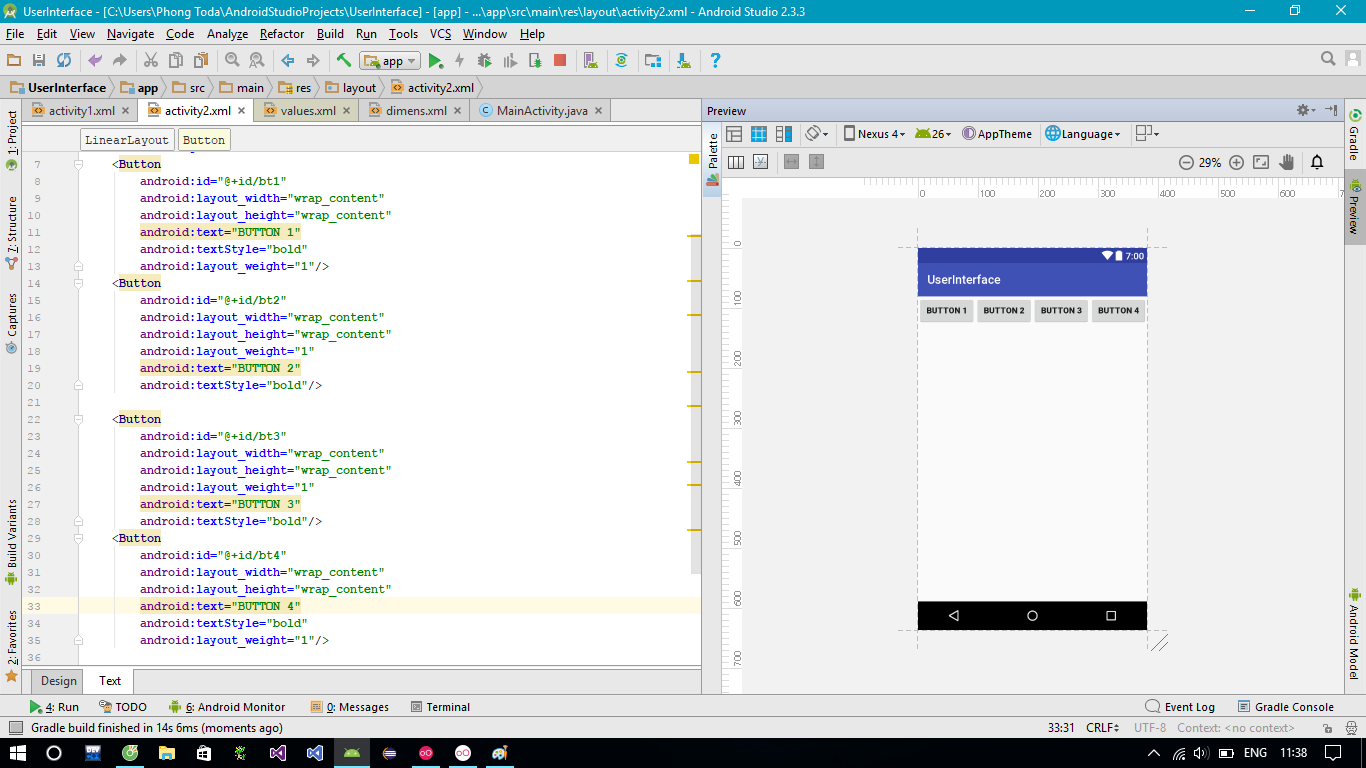 UserInterface - [C:\Users\Phong Toda\AndroidStudioProjects\UserInterface] - [app] - ...\app\src\main\res\layout\activity2.xml - Android Studio 2.3.3
File Edit View Navigate Code Analyze Refactor Build Run Tools VCS Window Help
app
UserInterface app src main res layout activity2.xml
activity1.xml activity2.xml values.xml dimens.xml MainActivity.java
LinearLayout Button
7 <Button
8 android:id="@+id/bt1"
9 android:layout_width="wrap_content"
10 android:layout_height="wrap_content"
11 android:text="BUTTON 1"
12 android:textStyle="bold"
13 android:layout_weight="1"/>
14 <Button
15 android:id="@+id/bt2"
16 android:layout_width="wrap_content"
17 android:layout_height="wrap_content"
18 android:layout_weight="1"
19 android:text="BUTTON 2"
20 android:textStyle="bold"/>
21
22 <Button
23 android:id="@+id/bt3"
24 android:layout_width="wrap_content"
25 android:layout_height="wrap_content"
26 android:layout_weight="1"
27 android:text="BUTTON 3"
28 android:textStyle="bold"/>
29 <Button
30 android:id="@+id/bt4"
31 android:layout_width="wrap_content"
32 android:layout_height="wrap_content"
33 android:text="BUTTON 4"
34 android:textStyle="bold"
35 android:layout_weight="1"/>
36
Design Text
1: Project
7: Structure
Captures
Build Variants
2: Favorites
Preview
Palette
Nexus 4 26 AppTheme Language
29%
0 100 200 300 400
0
100
200
300
400
500
600
700
7:00
UserInterface
BUTTON 1 BUTTON 2 BUTTON 3 BUTTON 4
Gradle
Preview
Android Model
4: Run TODO 6: Android Monitor 0: Messages Terminal Event Log Gradle Console
Gradle build finished in 14s 6ms (moments ago) 33:31 CRLF UTF-8 Context: <no context>
ENG 11:38